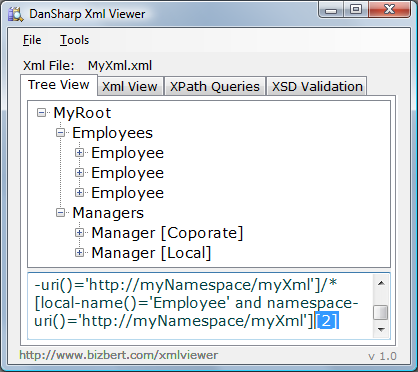 DanSharp Xml Viewer
File Tools
Xml File: MyXml.xml
Tree View Xml View XPath Queries XSD Validation
MyRoot
Employees
Employee
Employee
Employee
Managers
Manager [Coporate]
Manager [Local]
-uri()='http://myNamespace/myXml']/*
[local-name()='Employee' and namespace-
uri()='http://myNamespace/myXml'][2]
http://www.bizbert.com/xmlviewer v 1.0